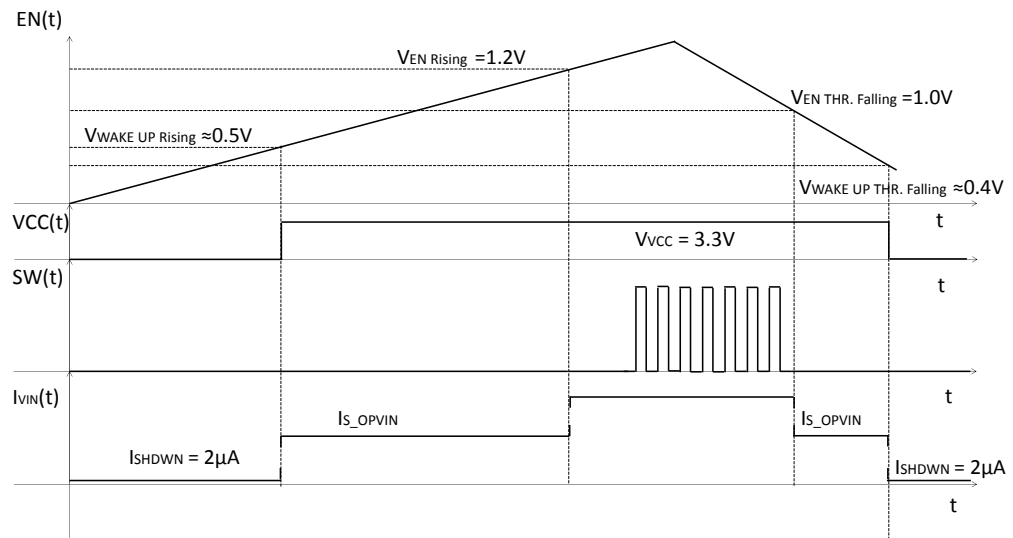 EN(t)
VEN Rising =1.2V
VEN THR. Falling =1.0V
VWAKE UP Rising ≈0.5V
VWAKE UP THR. Falling ≈0.4V
t
VCC(t)
VVCC = 3.3V
t
SW(t)
t
IVIN(t)
IS_OPVIN
IS_OPVIN
ISHDWN = 2μA
ISHDWN = 2μA
t